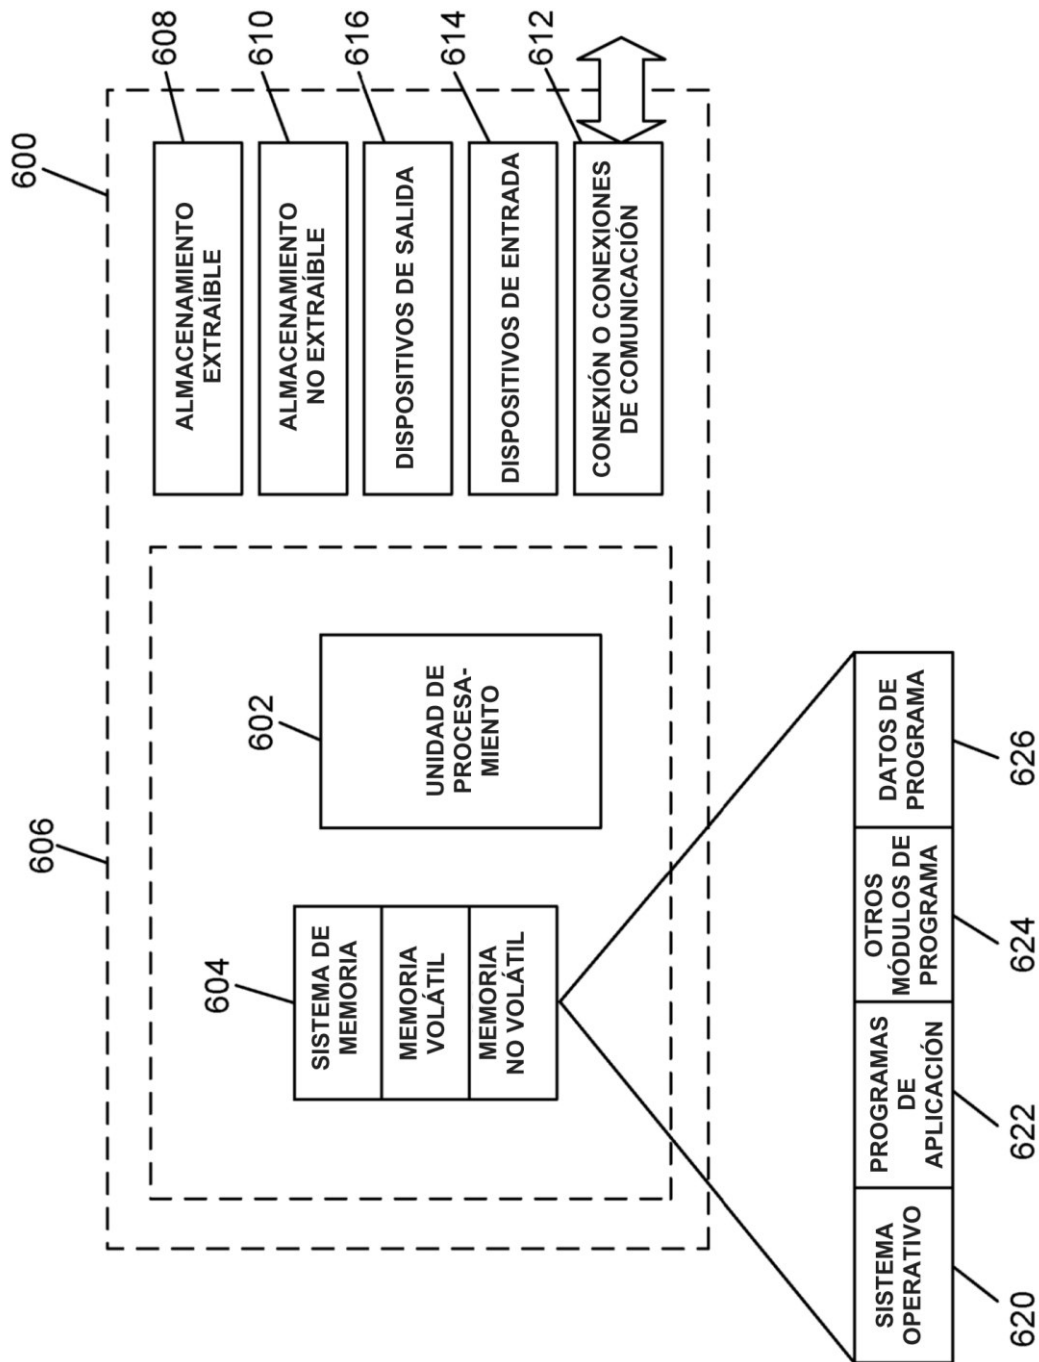 600
606
604
SISTEMA DE
MEMORIA
MEMORIA
VOLÁTIL
MEMORIA
NO VOLÁTIL
602
UNIDAD DE
PROCESA-
MIENTO
ALMACENAMIENTO
EXTRAÍBLE
608
ALMACENAMIENTO
NO EXTRAÍBLE
610
DISPOSITIVOS DE SALIDA
616
DISPOSITIVOS DE ENTRADA
614
CONEXIÓN O CONEXIONES
DE COMUNICACIÓN
612
SISTEMA
OPERATIVO
620
PROGRAMAS
DE
APLICACIÓN
622
OTROS
MÓDULOS DE
PROGRAMA
624
DATOS DE
PROGRAMA
626